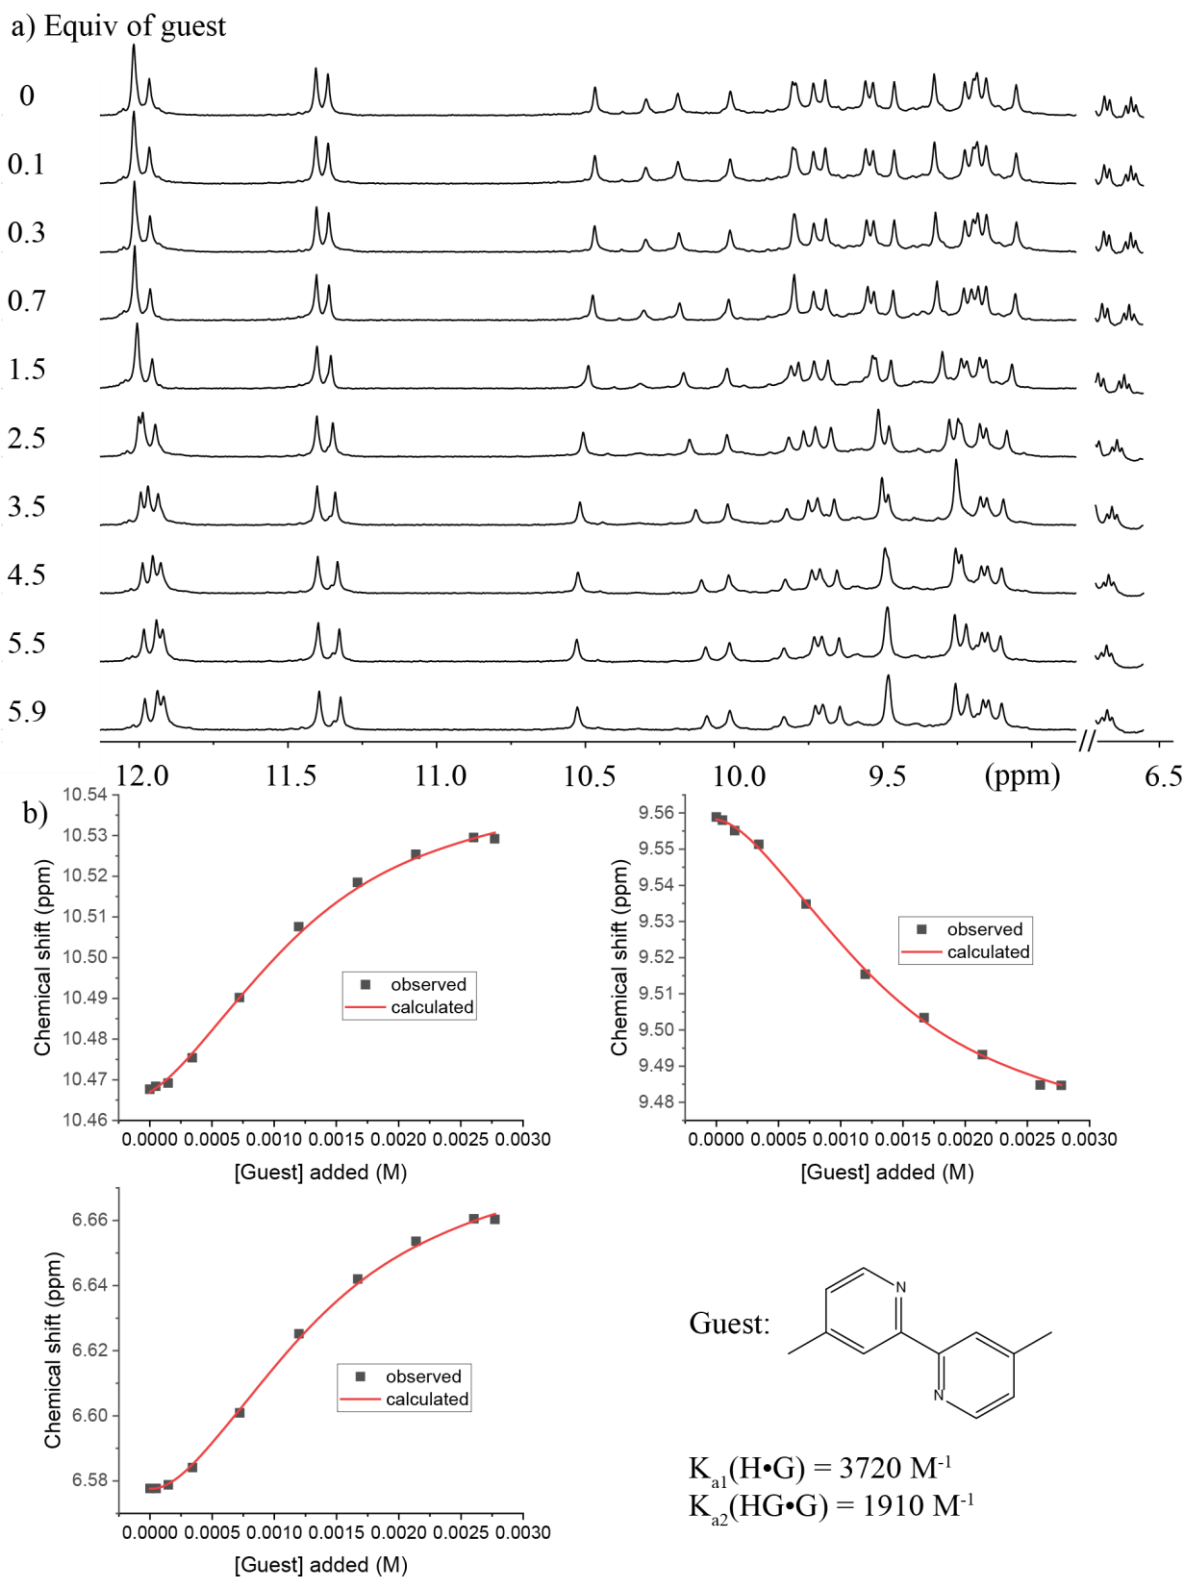 a) Equiv of guest
0
0.1
0.3
0.7
1.5
2.5
3.5
4.5
5.5
5.9
12.0 11.5 11.0 10.5 10.0 9.5 (ppm) // 6.5
b)
10.54
10.53
10.52
10.51
10.50
10.49
10.48
10.47
10.46
Chemical shift (ppm)
observed
calculated
0.0000 0.0005 0.0010 0.0015 0.0020 0.0025 0.0030
[Guest] added (M)
9.56
9.55
9.54
9.53
9.52
9.51
9.50
9.49
9.48
Chemical shift (ppm)
observed
calculated
0.0000 0.0005 0.0010 0.0015 0.0020 0.0025 0.0030
[Guest] added (M)
6.66
6.64
6.62
6.60
6.58
Chemical shift (ppm)
observed
calculated
0.0000 0.0005 0.0010 0.0015 0.0020 0.0025 0.0030
[Guest] added (M)
Guest:
N
N
Ka1(H•G) = 3720 M-1
Ka2(HG•G) = 1910 M-1